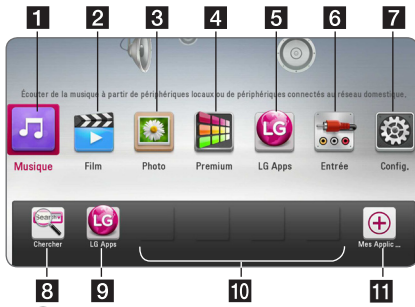 1 2 3 4 5 6 7
Écouter de la musique à partir de périphériques locaux ou de périphériques connectés au réseau domestique.
LG
Musique Film Photo Premium LG Apps Entrée Config.
Search LG
Chercher LG Apps Mes Applic ...
8 9 10 11